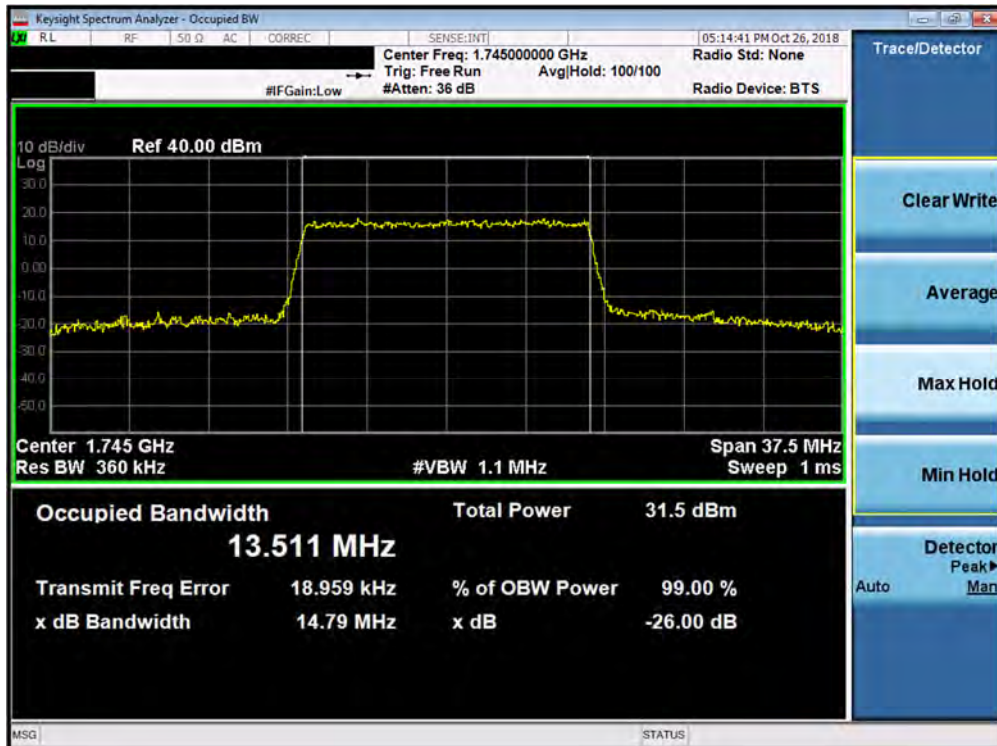 Keysight Spectrum Analyzer - Occupied BW
LXI RL RF 50 Ω AC CORREC SENSE:INT 05:14:41 PM Oct 26, 2018
Center Freq: 1.745000000 GHz Radio Std: None
Trig: Free Run Avg|Hold: 100/100
#IFGain:Low #Atten: 36 dB Radio Device: BTS
10 dB/div Ref 40.00 dBm
Log
30.0
20.0
10.0
0.00
-10.0
-20.0
-30.0
-40.0
-50.0
Center 1.745 GHz Span 37.5 MHz
Res BW 360 kHz #VBW 1.1 MHz Sweep 1 ms
Occupied Bandwidth Total Power 31.5 dBm
13.511 MHz
Transmit Freq Error 18.959 kHz % of OBW Power 99.00 %
x dB Bandwidth 14.79 MHz x dB -26.00 dB
MSG STATUS
Trace/Detector
Clear Write
Average
Max Hold
Min Hold
Detector
Peak▶
Auto Man